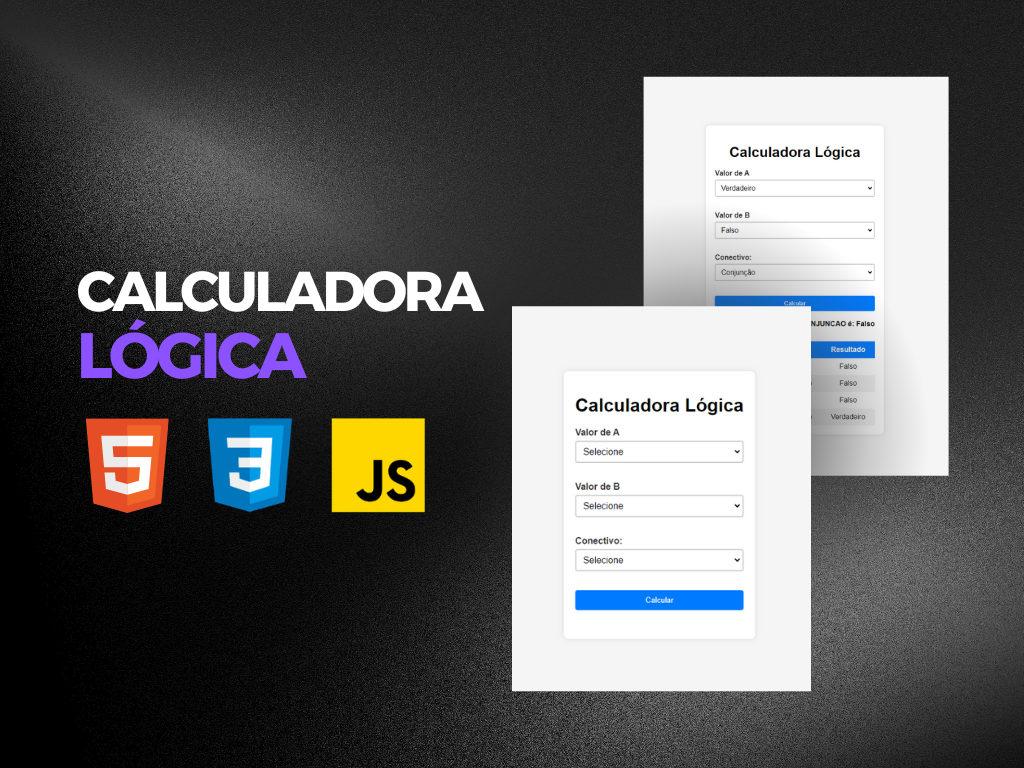 CALCULADORA
LÓGICA
5
3
JS
Calculadora Lógica
Valor de A
Verdadeiro
Valor de B
Falso
Conectivo:
Conjunção
Calcular
é: Falso
Resultado
Falso
Falso
Falso
Verdadeiro
Calculadora Lógica
Valor de A
Selecione
Valor de B
Selecione
Conectivo:
Selecione
Calcular